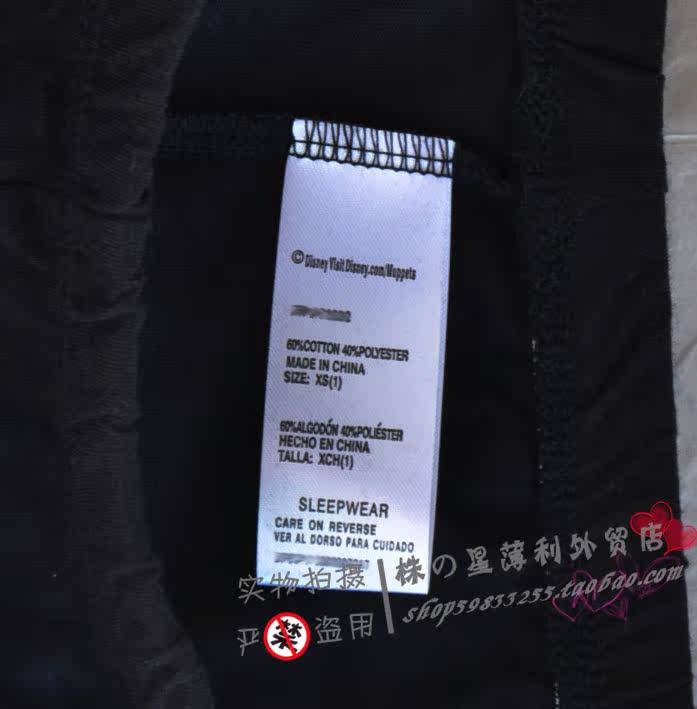 © Disney Visit Disney.com/Muppets
60%COTTON 40%POLYESTER
MADE IN CHINA
SIZE: XS(1)
60%ALGODÓN 40%POLIÉSTER
HECHO EN CHINA
TALLA: XCH(1)
SLEEPWEAR
CARE ON REVERSE
VER AL DORSO PARA CUIDADO
实物拍摄
严禁盗用
株の星薄利外贸店
shop59833255.taobao.com